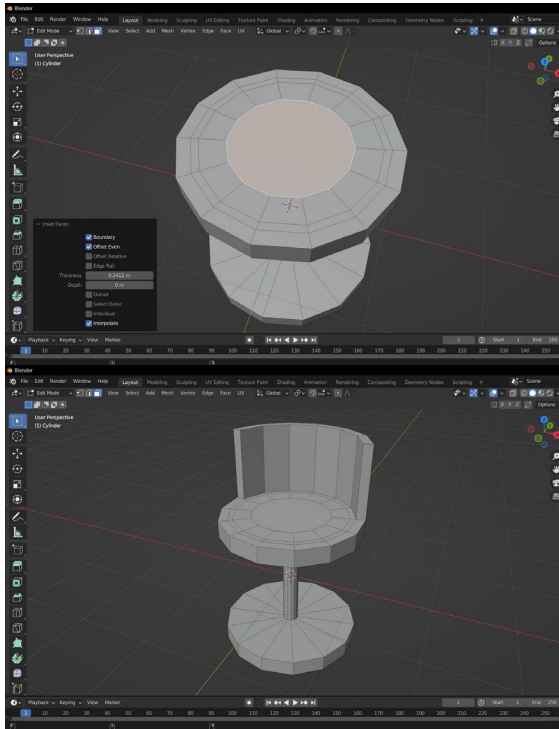 Blender
File Edit Render Window Help Layout Modeling Sculpting UV Editing Texture Paint Shading Animation Rendering Compositing Geometry Nodes Scripting + Scene
Edit Mode View Select Add Mesh Vertex Edge Face UV Global
X Y Z Options
User Perspective
(1) Cylinder
Inset Faces
Boundary
Offset Even
Offset Relative
Edge Rail
Thickness 0.2412 m
Depth 0 m
Outset
Select Outer
Individual
Interpolate
Playback Keying View Marker 1 Start 1 End 250
1 10 20 30 40 50 60 70 80 90 100 110 120 130 140 150 160 170 180 190 200 210 220 230 240 250
Blender
File Edit Render Window Help Layout Modeling Sculpting UV Editing Texture Paint Shading Animation Rendering Compositing Geometry Nodes Scripting + Scene
Edit Mode View Select Add Mesh Vertex Edge Face UV Global
X Y Z Options
User Perspective
(1) Cylinder
Playback Keying View Marker 1 Start 1 End 250
1 10 20 30 40 50 60 70 80 90 100 110 120 130 140 150 160 170 180 190 200 210 220 230 240 250